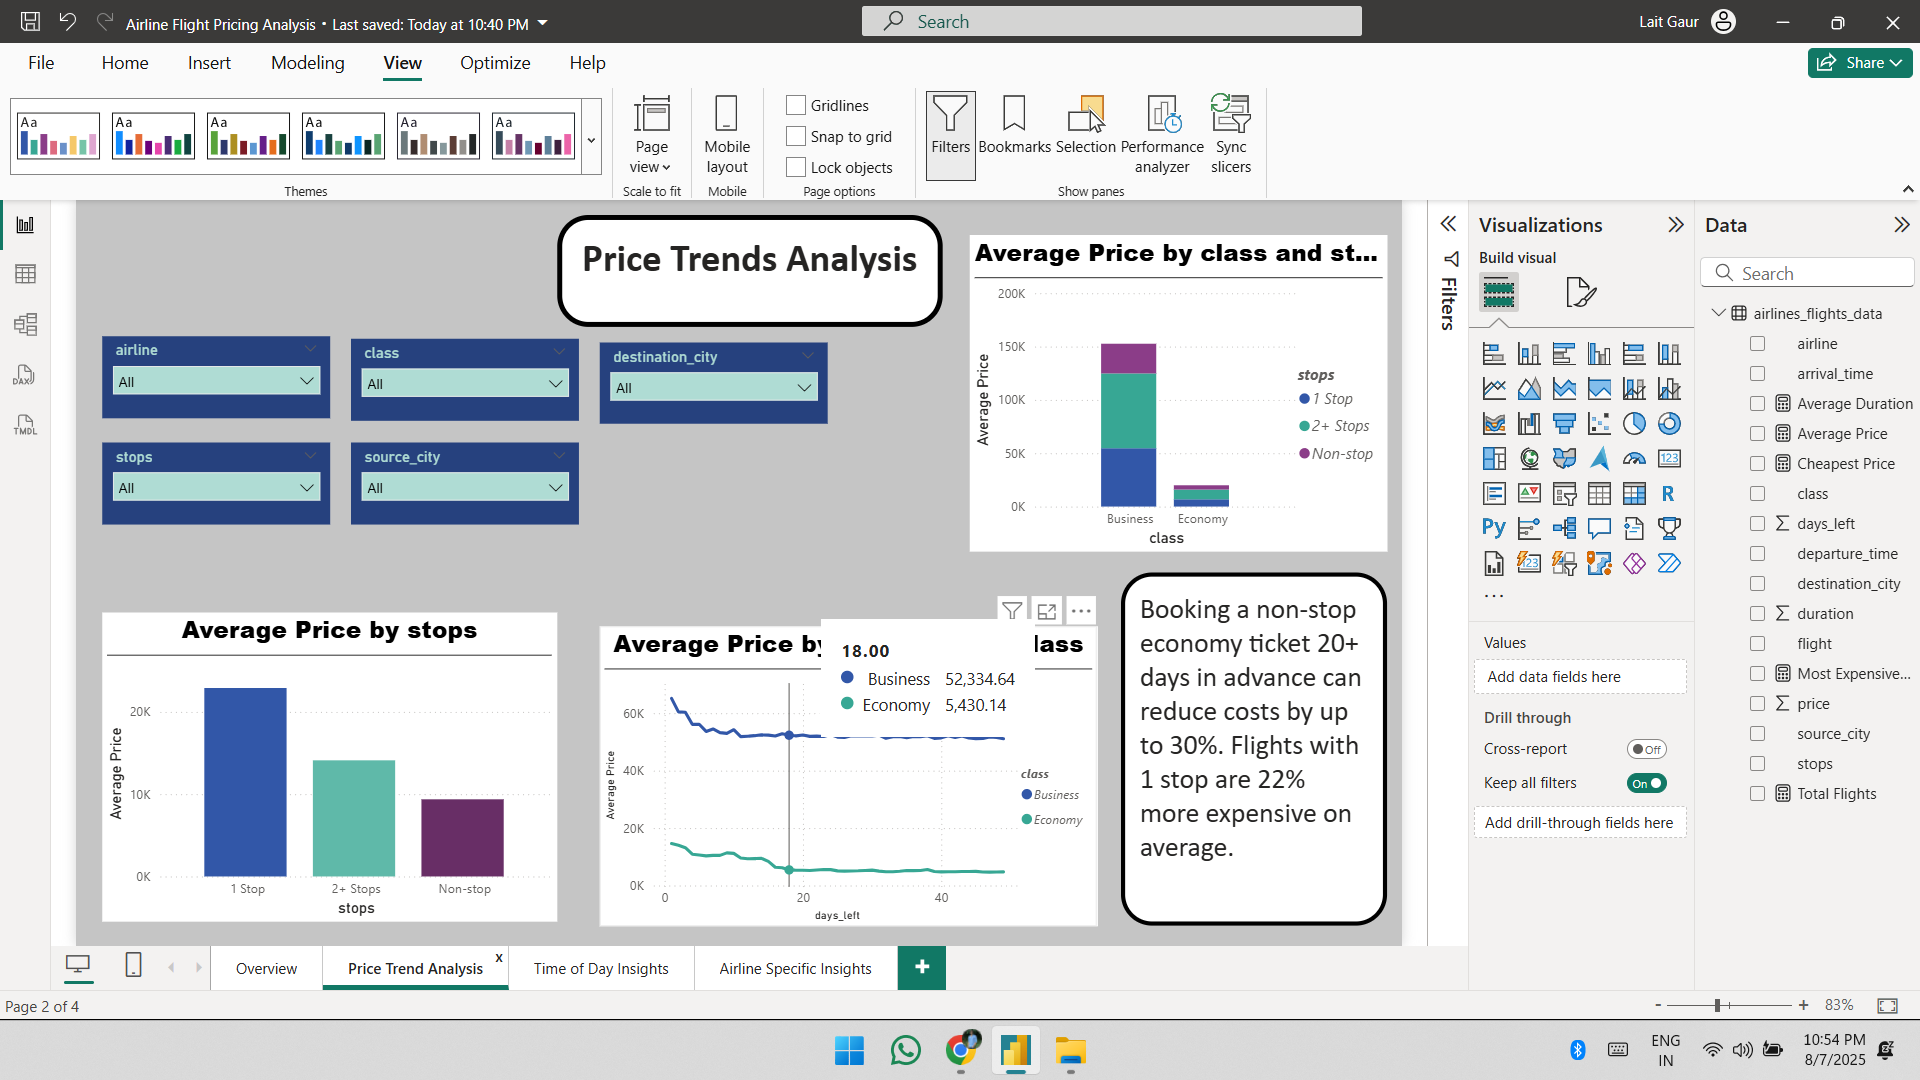 Airline Flight Pricing Analysis • Last saved: Today at 10:40 PM
Search
Lait Gaur
File
Home
Insert
Modeling
View
Optimize
Help
Share
Aa
Aa
Aa
Aa
Aa
Aa
Themes
Page view
Scale to fit
Mobile layout
Mobile
Gridlines
Snap to grid
Lock objects
Page options
Filters
Bookmarks
Selection
Performance analyzer
Sync slicers
Show panes
DAX
TMDL
Price Trends Analysis
airline
All
class
All
destination_city
All
stops
All
source_city
All
Average Price by class and st...
200K
150K
100K
50K
0K
Average Price
Business
Economy
class
stops
1 Stop
2+ Stops
Non-stop
Average Price by stops
20K
10K
0K
Average Price
1 Stop
2+ Stops
Non-stop
stops
Average Price by
lass
18.00
Business 52,334.64
Economy 5,430.14
60K
40K
20K
0K
Average Price
0
20
40
days_left
class
Business
Economy
Booking a non-stop
economy ticket 20+
days in advance can
reduce costs by up
to 30%. Flights with
1 stop are 22%
more expensive on
average.
Filters
Visualizations
Build visual
123
R
Py
123
...
Values
Add data fields here
Drill through
Cross-report
Off
Keep all filters
On
Add drill-through fields here
Data
Search
airlines_flights_data
airline
arrival_time
Average Duration
Average Price
Cheapest Price
class
days_left
departure_time
destination_city
duration
flight
Most Expensive...
price
source_city
stops
Total Flights
Overview
Price Trend Analysis
x
Time of Day Insights
Airline Specific Insights
+
Page 2 of 4
- + 83%
ENG
IN
10:54 PM
8/7/2025